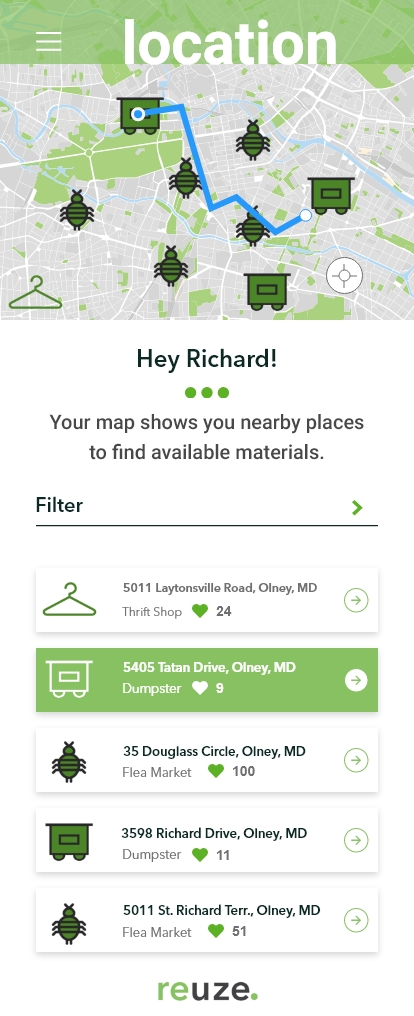 location
Hey Richard!
Your map shows you nearby places
to find available materials.
Filter
5011 Laytonsville Road, Olney, MD
Thrift Shop 24
5405 Tatan Drive, Olney, MD
Dumpster 9
35 Douglass Circle, Olney, MD
Flea Market 100
3598 Richard Drive, Olney, MD
Dumpster 11
5011 St. Richard Terr., Olney, MD
Flea Market 51
reuze.